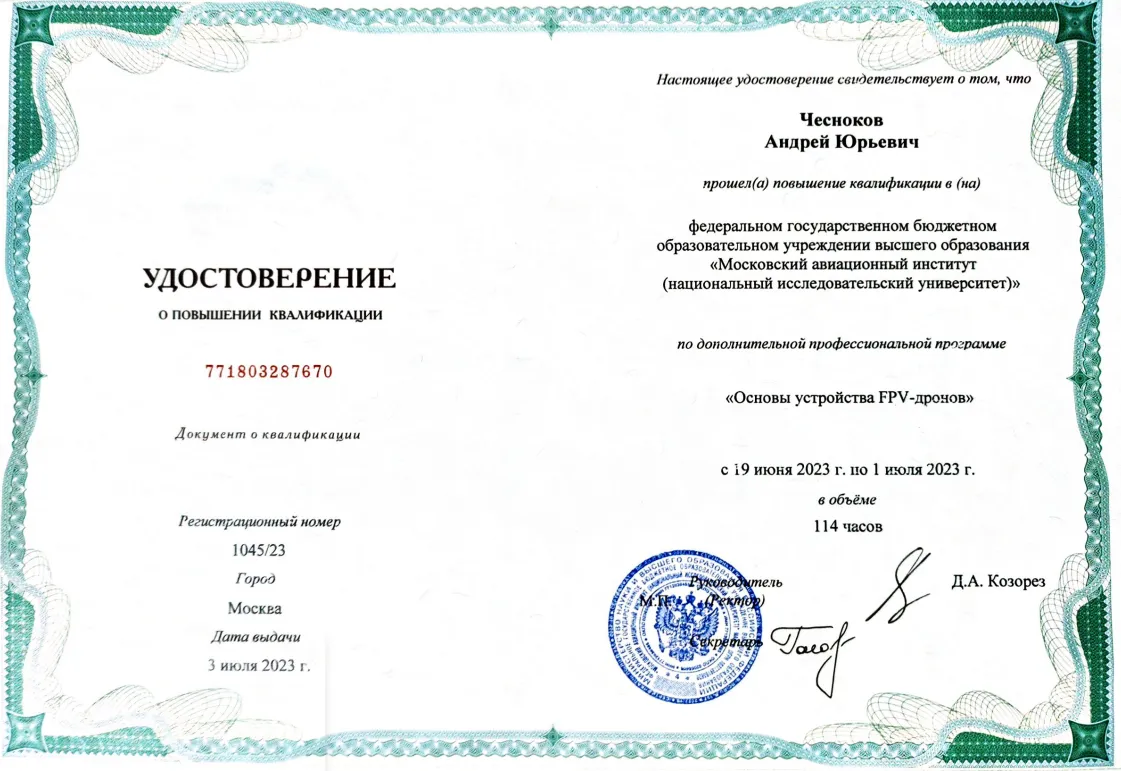 УДОСТОВЕРЕНИЕ
О ПОВЫШЕНИИ КВАЛИФИКАЦИИ
771803287670
Документ о квалификации
Регистрационный номер
1045/23
Город
Москва
Дата выдачи
3 июля 2023 г.
Настоящее удостоверение свидетельствует о том, что
Чесноков
Андрей Юрьевич
прошел(а) повышение квалификации в (на)
федеральном государственном бюджетном
образовательном учреждении высшего образования
«Московский авиационный институт
(национальный исследовательский университет)»
по дополнительной профессиональной программе
«Основы устройства FPV-дронов»
с 19 июня 2023 г. по 1 июля 2023 г.
в объёме
114 часов
Руководитель
М.П. (Ректор)
Д.А. Козорез
Секретарь